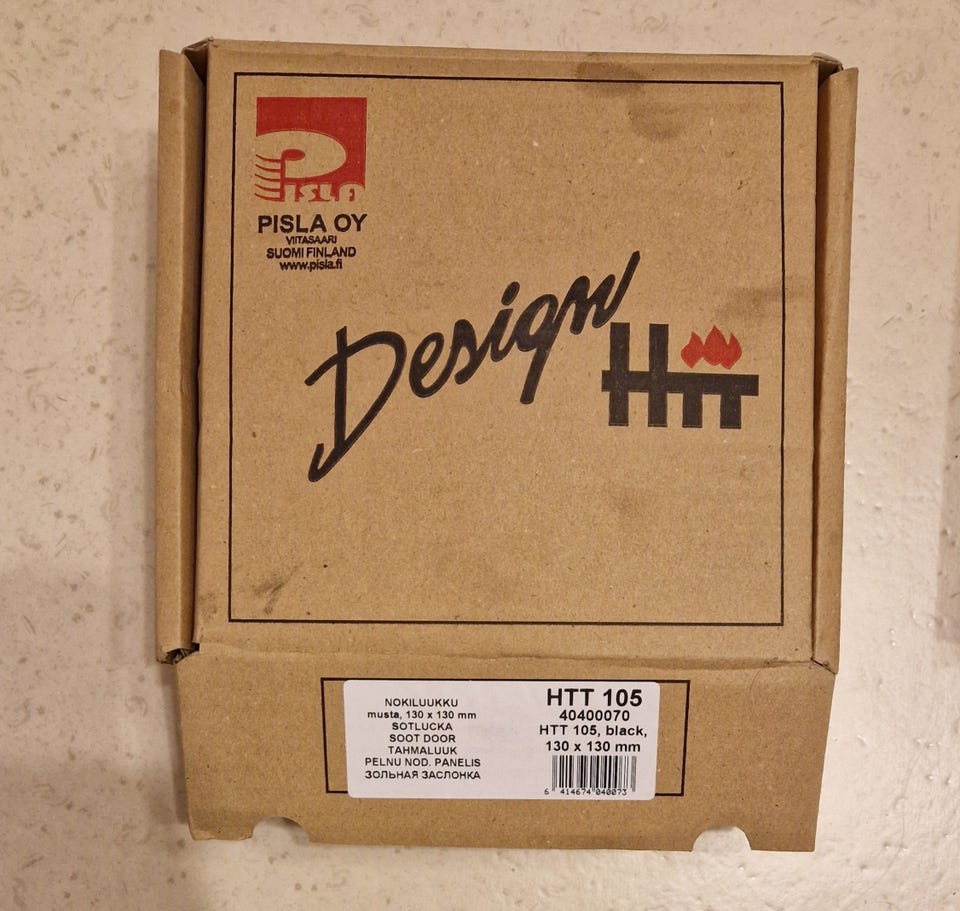 PISLA
PISLA OY
VIITASAARI
SUOMI FINLAND
www.pisla.fi
Design
HTT
NOKILUUKKU
musta, 130 x 130 mm
SOTLUCKA
SOOT DOOR
TAHMALUUK
PELNU NOD. PANELIS
ЗОЛЬНАЯ ЗАСЛОНКА
HTT 105
40400070
HTT 105, black,
130 x 130 mm
6 414674 040073